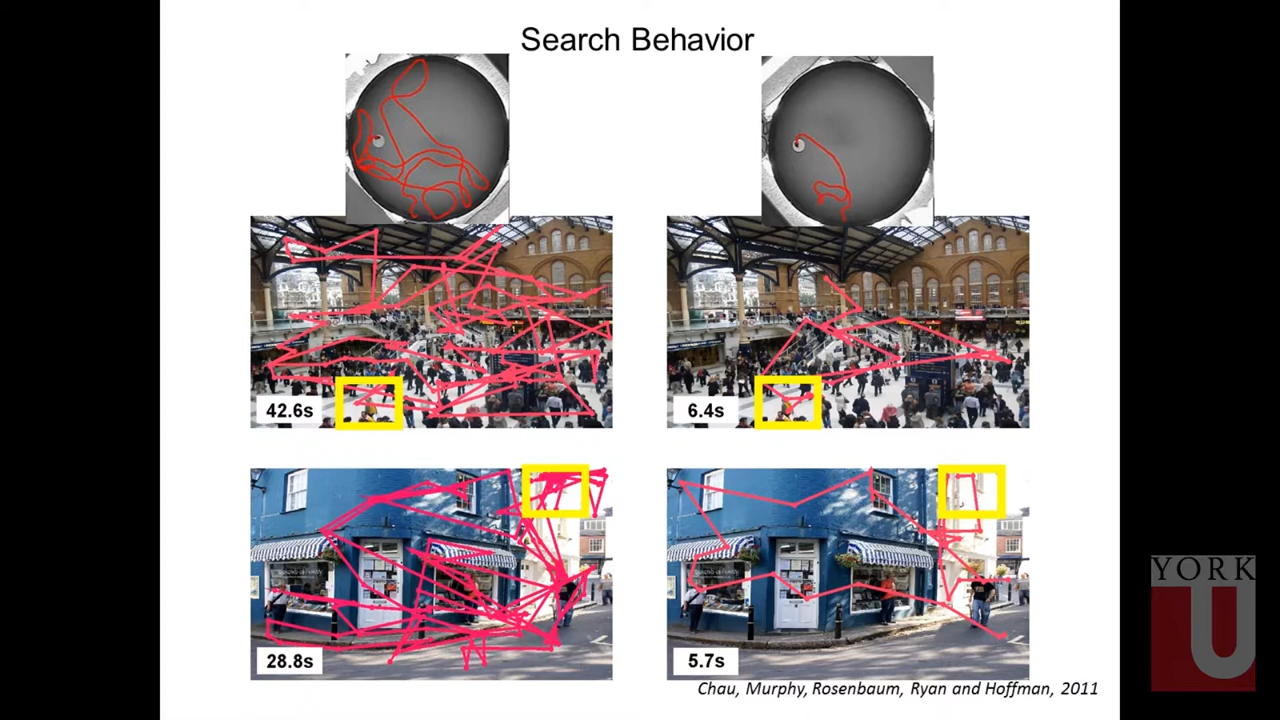 Search Behavior
42.6s
6.4s
28.8s
5.7s
Chau, Murphy, Rosenbaum, Ryan and Hoffman, 2011
YORK
U